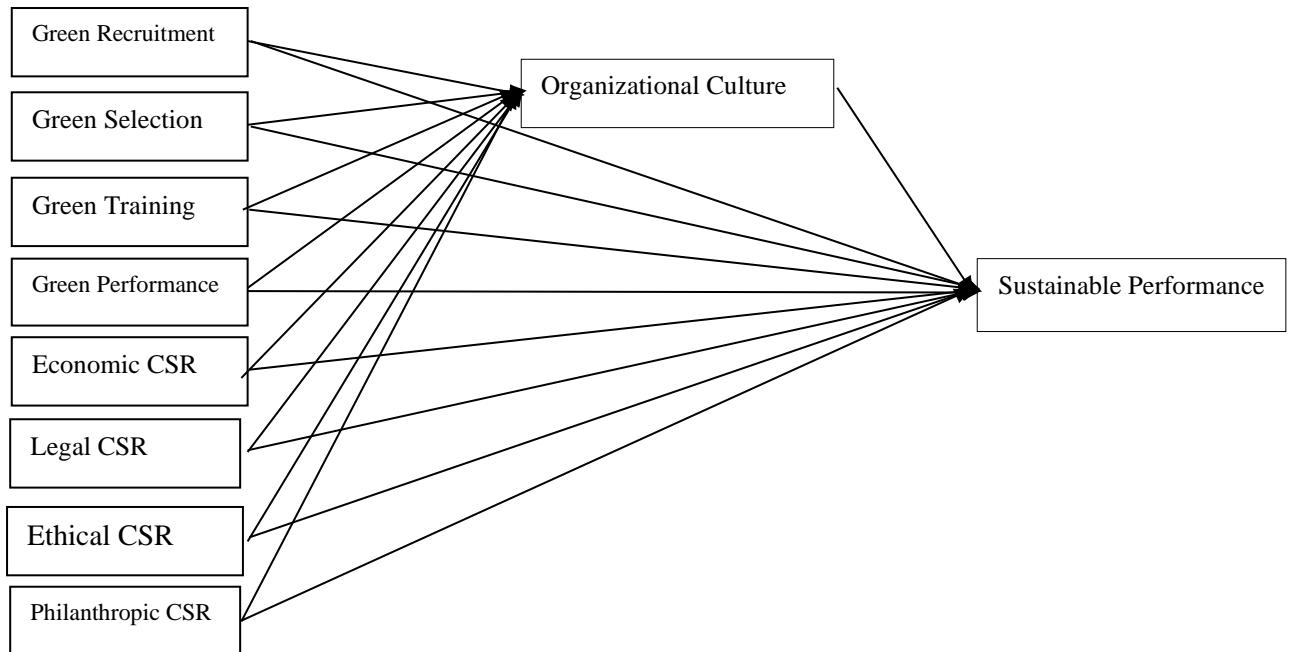 Green Recruitment
Organizational Culture
Green Selection
Green Training
Green Performance
Sustainable Performance
Economic CSR
Legal CSR
Ethical CSR
Philanthropic CSR